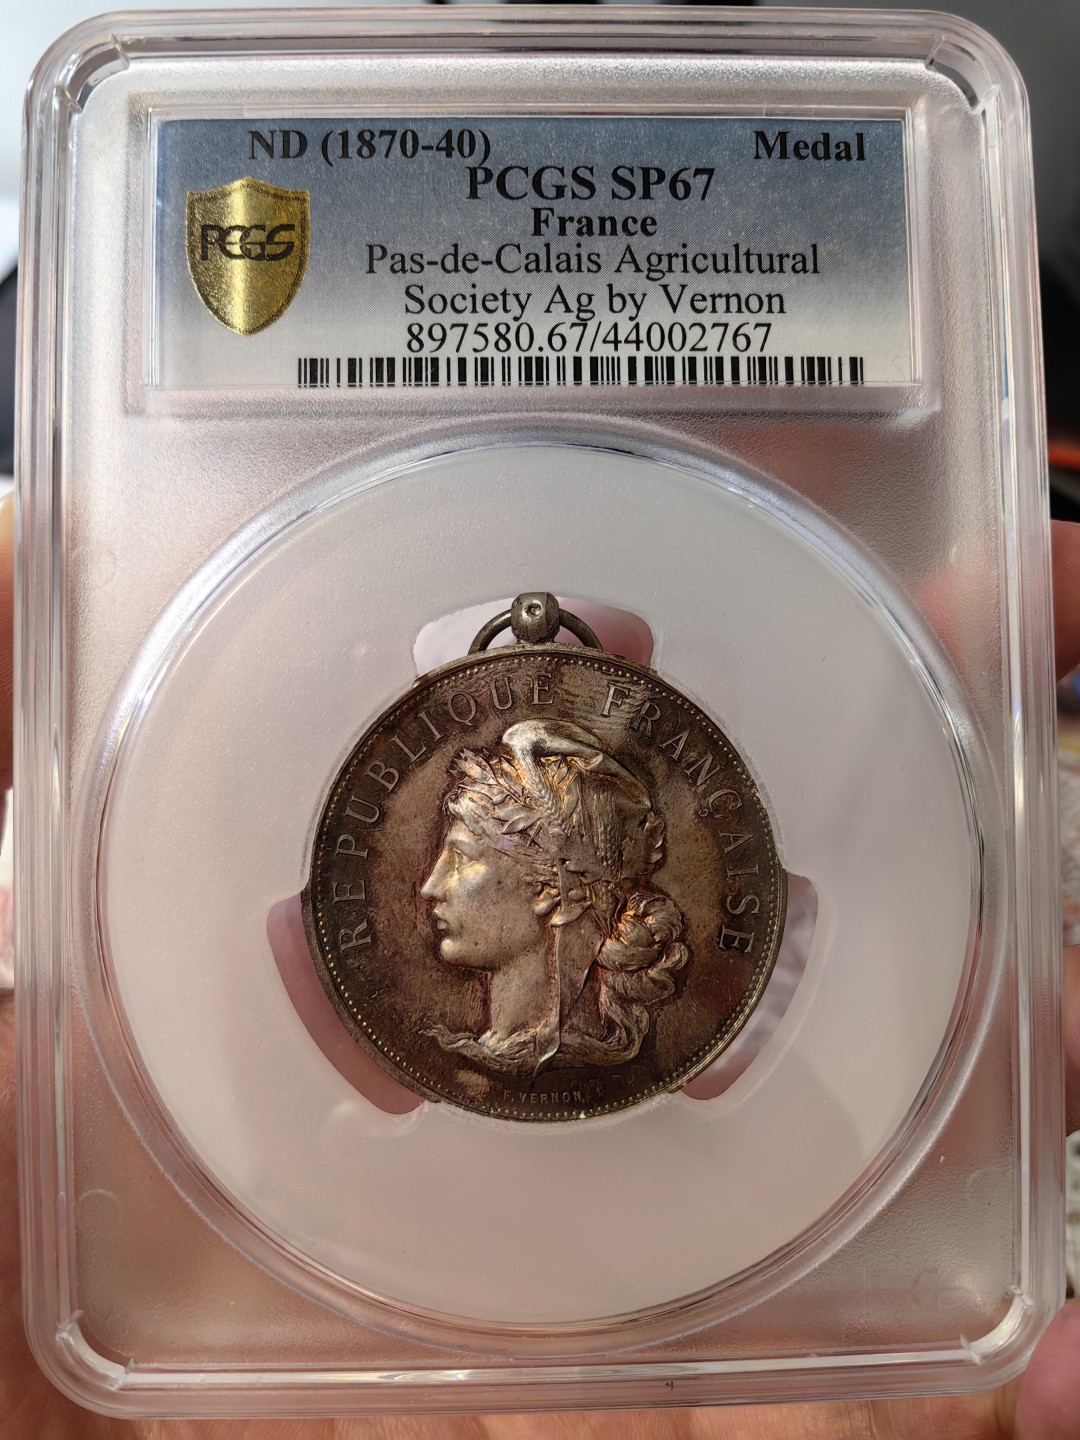 ND (1870-40) Medal
PCGS SP67
France
PCGS
Pas-de-Calais Agricultural
Society Ag by Vernon
897580.67/44002767
REPUBLIQUE FRANÇAISE
F. VERNON